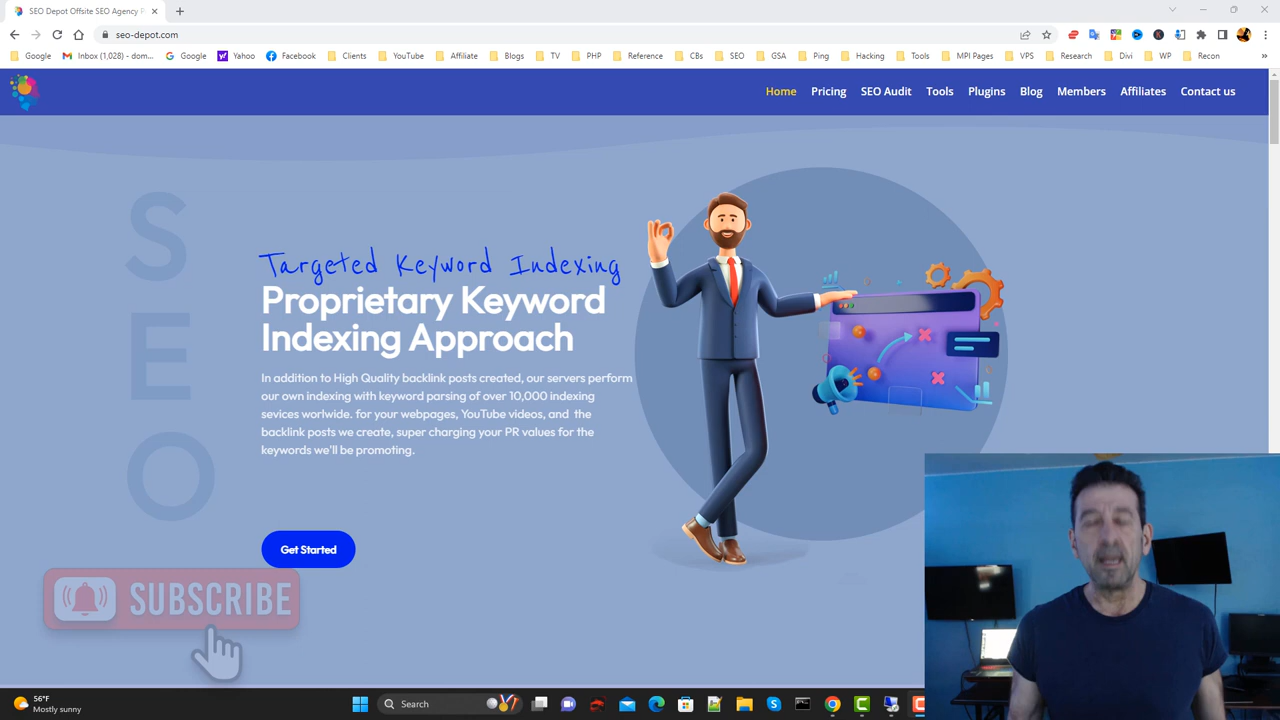 SEO Depot Offsite SEO Agency
seo-depot.com
Google
Inbox (1,028) - dom...
Google
Yahoo
Facebook
Clients
YouTube
Affiliate
Blogs
TV
PHP
Reference
CBs
SEO
GSA
Ping
Hacking
Tools
MPI Pages
VPS
Research
Divi
WP
Recon
Home
Pricing
SEO Audit
Tools
Plugins
Blog
Members
Affiliates
Contact us
SEO
Targeted Keyword Indexing
Proprietary Keyword
Indexing Approach
In addition to High Quality backlink posts created, our servers perform
our own indexing with keyword parsing of over 10,000 indexing
sevices worlwide. for your webpages, YouTube videos, and the
backlink posts we create, super charging your PR values for the
keywords we'll be promoting.
Get Started
SUBSCRIBE
56°F
Mostly sunny
Search